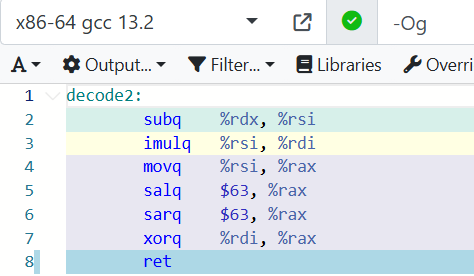 x86-64 gcc 13.2 -Og
A Output... Filter... Libraries Overri
1 decode2:
2 subq %rdx, %rsi
3 imulq %rsi, %rdi
4 movq %rsi, %rax
5 salq $63, %rax
6 sarq $63, %rax
7 xorq %rdi, %rax
8 ret